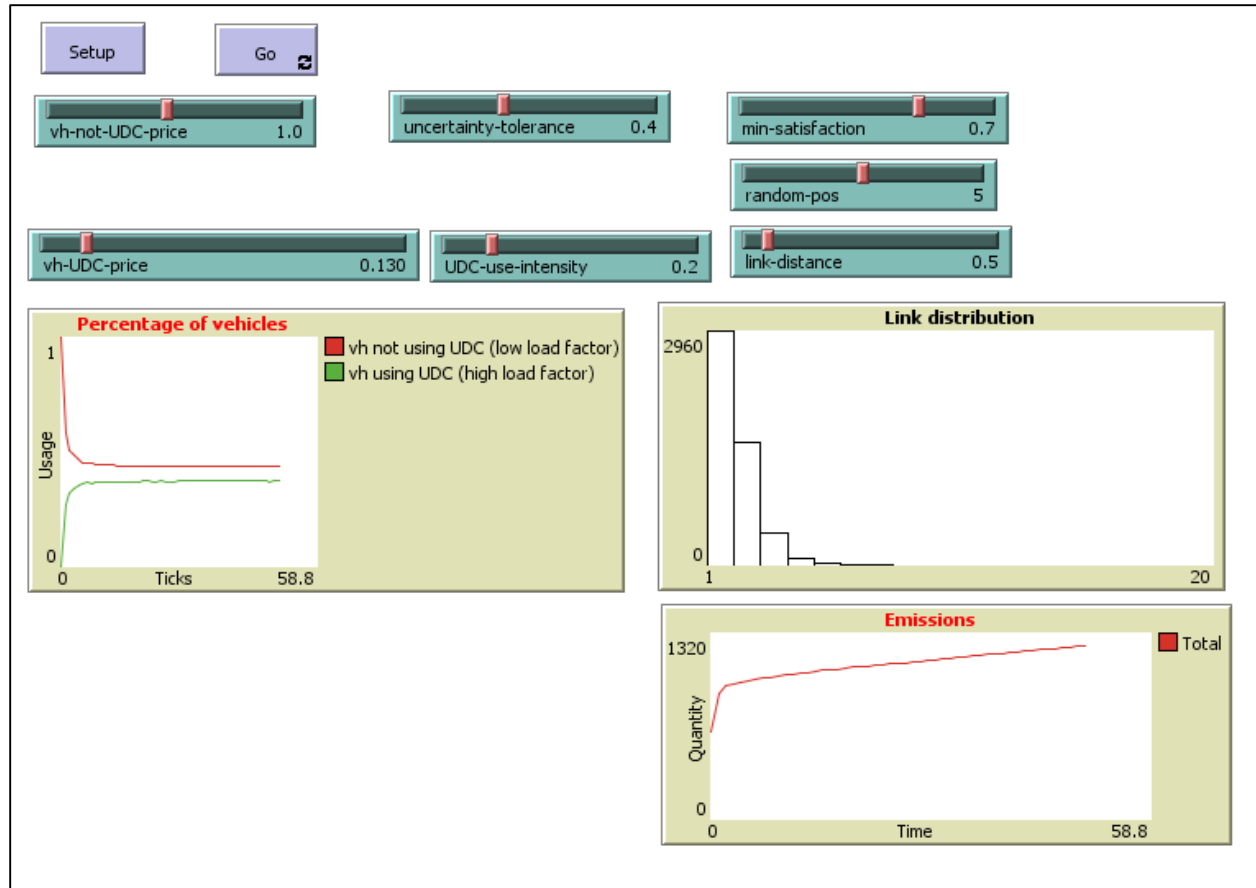 Setup
Go
vh-not-UDC-price 1.0
uncertainty-tolerance 0.4
min-satisfaction 0.7
random-pos 5
vh-UDC-price 0.130
UDC-use-intensity 0.2
link-distance 0.5
Percentage of vehicles
1
Usage
0
0 Ticks 58.8
vh not using UDC (low load factor)
vh using UDC (high load factor)
Link distribution
2960
0
1 20
Emissions
1320
Quantity
0
0 Time 58.8
Total